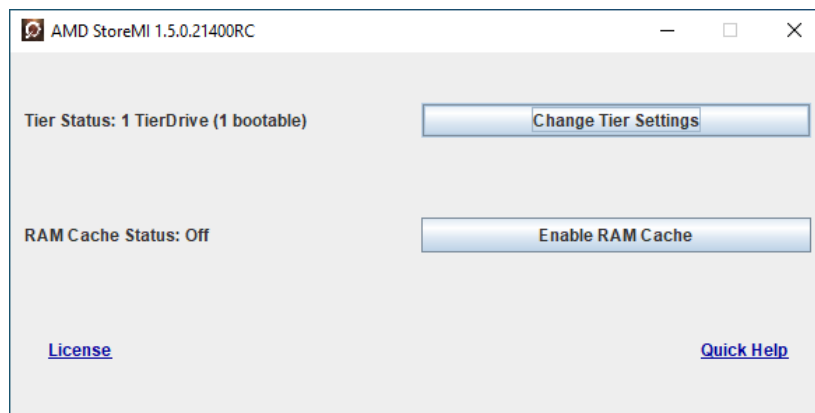 AMD StoreMI 1.5.0.21400RC
Tier Status: 1 TierDrive (1 bootable)
Change Tier Settings
RAM Cache Status: Off
Enable RAM Cache
License
Quick Help